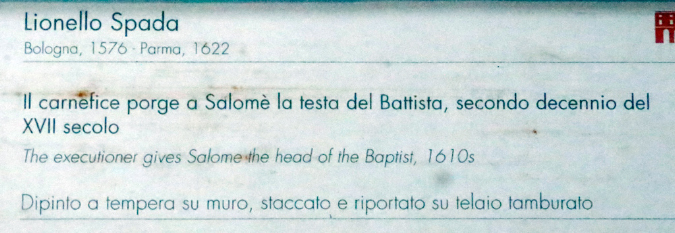 Lionello Spada
Bologna, 1576 - Parma, 1622
Il carnefice porge a Salomè la testa del Battista, secondo decennio del
XVII secolo
The executioner gives Salome the head of the Baptist, 1610s
Dipinto a tempera su muro, staccato e riportato su telaio tamburato